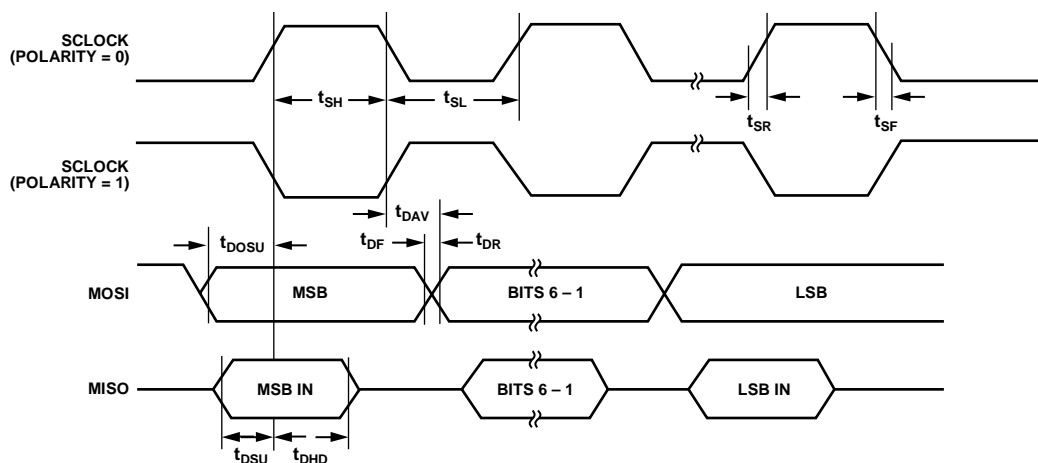 SCLOCK
(POLARITY = 0)
tSH
tSL
tSR
tSF
SCLOCK
(POLARITY = 1)
tDAV
tDOSU
tDF
tDR
MOSI
MSB
BITS 6 – 1
LSB
MISO
MSB IN
BITS 6 – 1
LSB IN
tDSU
tDHD